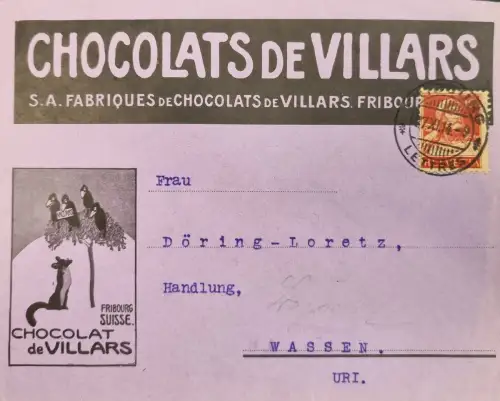 CHOCOLATS DE VILLARS
S.A. FABRIQUES DE CHOCOLATS DE VILLARS. FRIBOUR
Frau
Döring-Loretz,
Handlung,
WASSEN.
URI.
FRIBOURG
SUISSE.
CHOCOLAT
de VILLARS